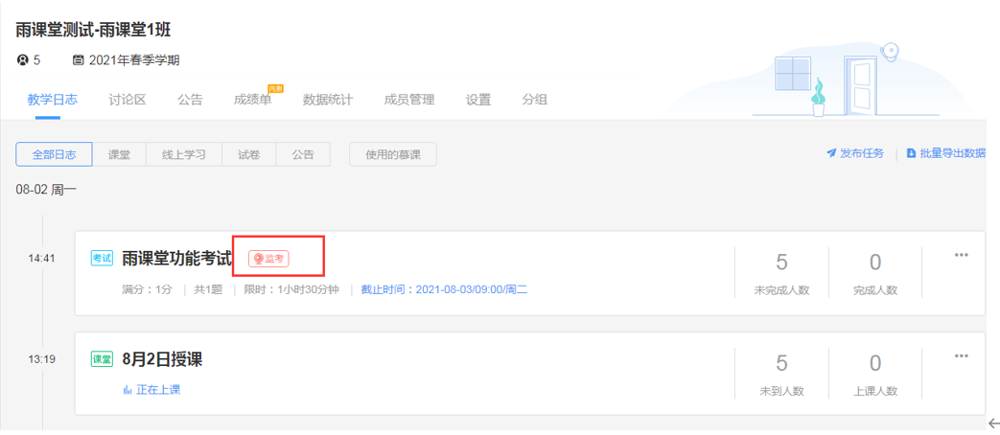 雨课堂测试-雨课堂1班
5 2021年春季学期
教学日志 讨论区 公告 成绩单 内测 数据统计 成员管理 设置 分组
全部日志 课堂 线上学习 试卷 公告 使用的慕课 发布任务 | 批量导出数据
08-02 周一
14:41 考试 雨课堂功能考试 监考 5 0
满分：1分 | 共1题 | 限时：1小时30分钟 | 截止时间：2021-08-03/09:00/周二 未完成人数 完成人数
13:19 课堂 8月2日授课 5 0
正在上课 未到人数 上课人数